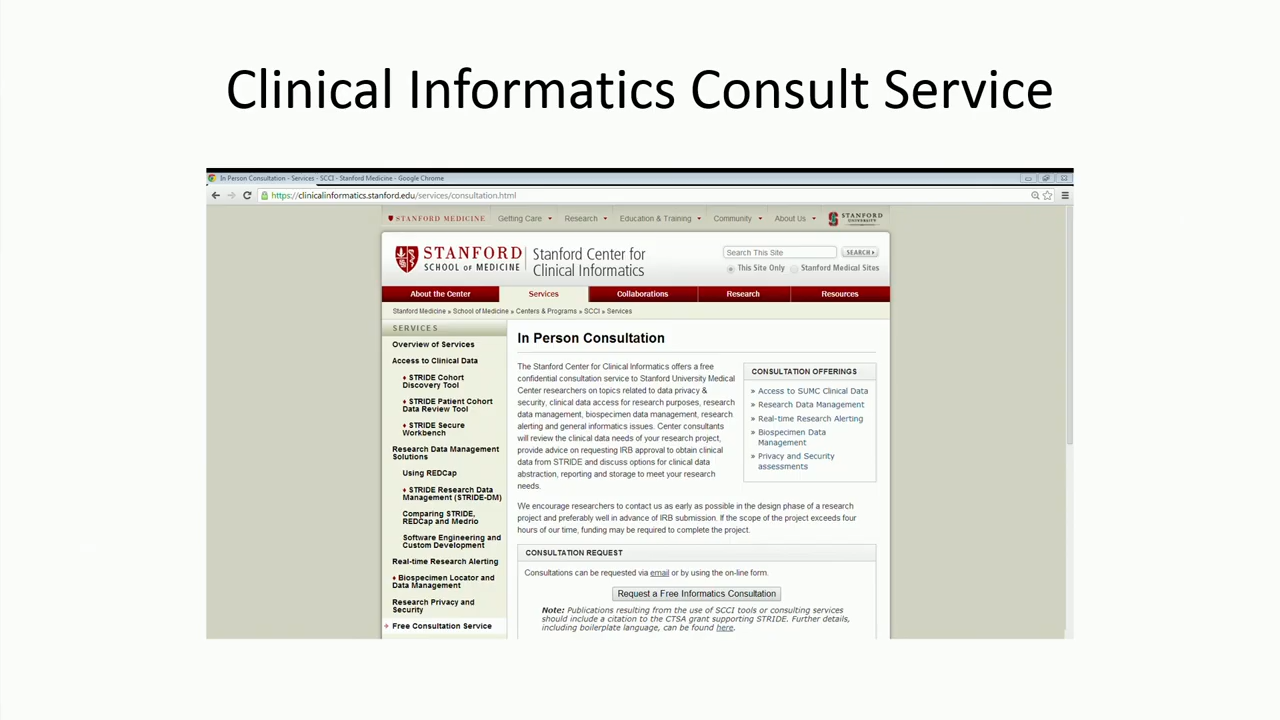 Clinical Informatics Consult Service
In Person Consultation - Services - SCCI - Stanford Medicine - Google Chrome
https://clinicalinformatics.stanford.edu/services/consultation.html
STANFORD MEDICINE Getting Care Research Education & Training Community About Us STANFORD UNIVERSITY
STANFORD
SCHOOL OF MEDICINE
Stanford Center for
Clinical Informatics
Search This Site SEARCH
This Site Only Stanford Medical Sites
About the Center Services Collaborations Research Resources
Stanford Medicine » School of Medicine » Centers & Programs » SCCI » Services
SERVICES
Overview of Services
Access to Clinical Data
STRIDE Cohort
Discovery Tool
STRIDE Patient Cohort
Data Review Tool
STRIDE Secure
Workbench
Research Data Management
Solutions
Using REDCap
STRIDE Research Data
Management (STRIDE-DM)
Comparing STRIDE,
REDCap and Medrio
Software Engineering and
Custom Development
Real-time Research Alerting
Biospecimen Locator and
Data Management
Research Privacy and
Security
Free Consultation Service
In Person Consultation
The Stanford Center for Clinical Informatics offers a free
confidential consultation service to Stanford University Medical
Center researchers on topics related to data privacy &
security, clinical data access for research purposes, research
data management, biospecimen data management, research
alerting and general informatics issues. Center consultants
will review the clinical data needs of your research project,
provide advice on requesting IRB approval to obtain clinical
data from STRIDE and discuss options for clinical data
abstraction, reporting and storage to meet your research
needs.
CONSULTATION OFFERINGS
» Access to SUMC Clinical Data
» Research Data Management
» Real-time Research Alerting
» Biospecimen Data
Management
» Privacy and Security
assessments
We encourage researchers to contact us as early as possible in the design phase of a research
project and preferably well in advance of IRB submission. If the scope of the project exceeds four
hours of our time, funding may be required to complete the project.
CONSULTATION REQUEST
Consultations can be requested via email or by using the on-line form.
Request a Free Informatics Consultation
Note: Publications resulting from the use of SCCI tools or consulting services
should include a citation to the CTSA grant supporting STRIDE. Further details,
including boilerplate language, can be found here.